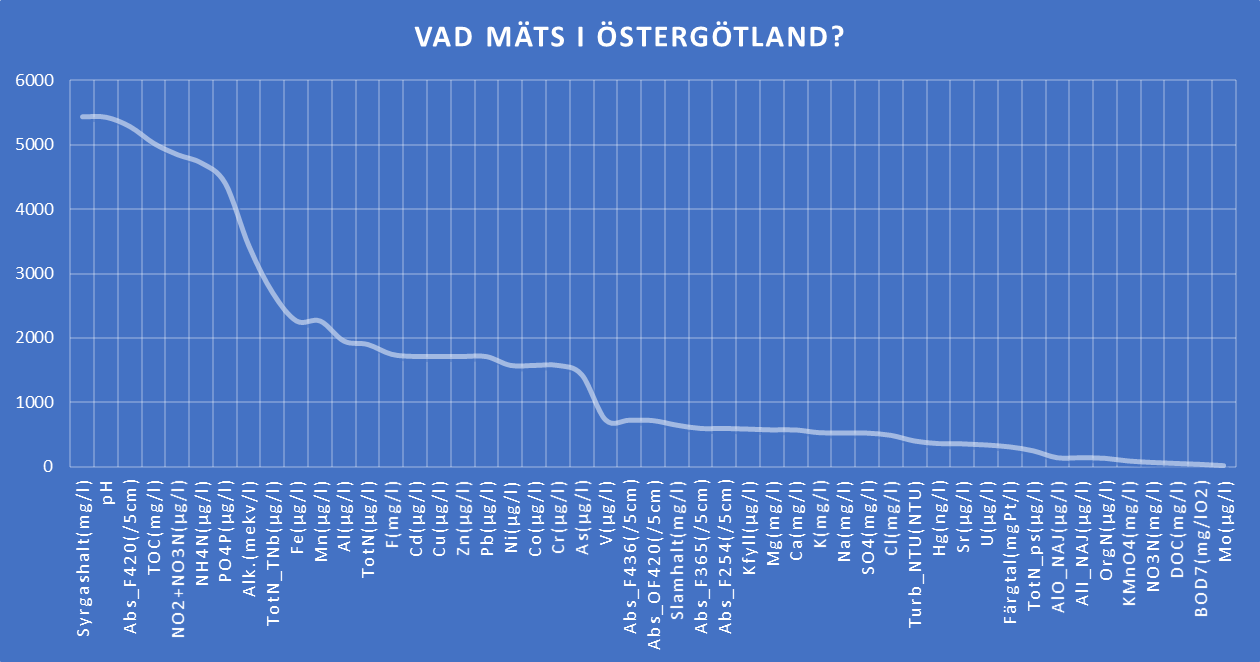 VAD MÄTS I ÖSTERGÖTLAND?
6000
5000
4000
3000
2000
1000
0
Syrgashalt(mg/l)
pH
Abs_F420(/5cm)
TOC(mg/l)
NO2+NO3N(µg/l)
NH4N(µg/l)
PO4P(µg/l)
Alk.(mekv/l)
TotN_TNb(µg/l)
Fe(µg/l)
Mn(µg/l)
Al(µg/l)
TotN(µg/l)
F(mg/l)
Cd(µg/l)
Cu(µg/l)
Zn(µg/l)
Pb(µg/l)
Ni(µg/l)
Co(µg/l)
Cr(µg/l)
As(µg/l)
V(µg/l)
Abs_F436(/5cm)
Abs_OF420(/5cm)
Slamhalt(mg/l)
Abs_F365(/5cm)
Abs_F254(/5cm)
Kfyll(µg/l)
Mg(mg/l)
Ca(mg/l)
K(mg/l)
Na(mg/l)
SO4(mg/l)
Cl(mg/l)
Turb_NTU(NTU)
Hg(ng/l)
Sr(µg/l)
U(µg/l)
Färgtal(mgPt/l)
TotN_ps(µg/l)
AlO_NAJ(µg/l)
All_NAJ(µg/l)
OrgN(µg/l)
KMnO4(mg/l)
NO3N(mg/l)
DOC(mg/l)
BOD7(mg/lO2)
Mo(µg/l)